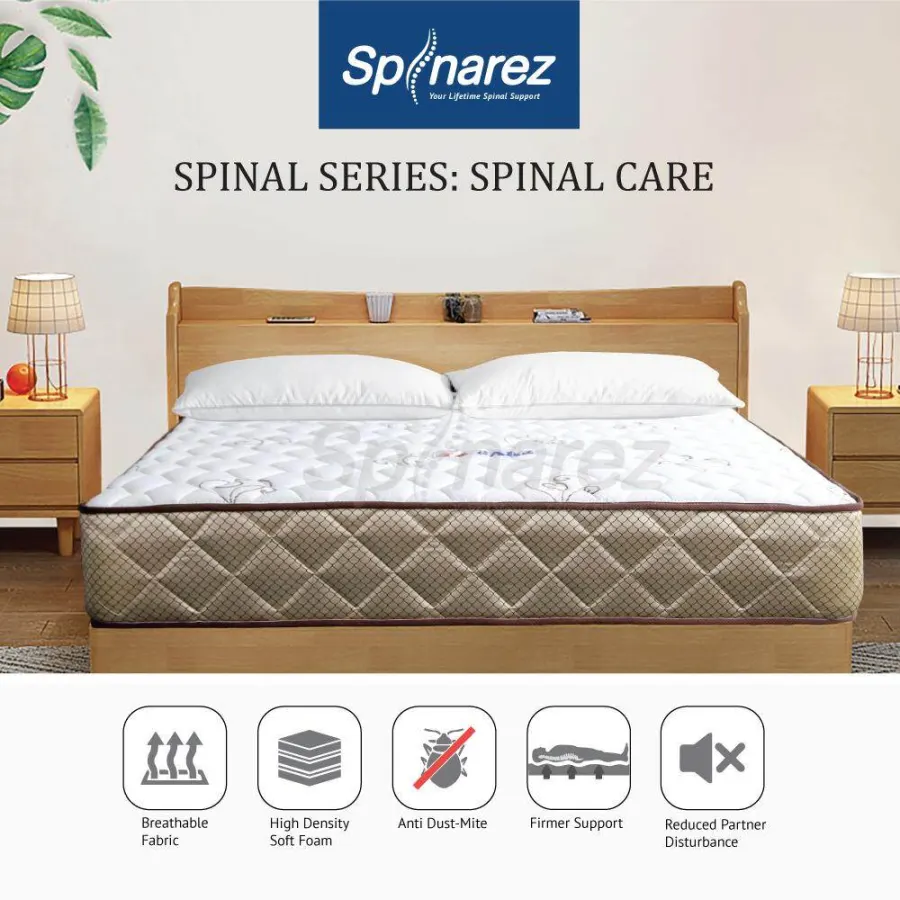 Spinarez
Your Lifetime Spinal Support
SPINAL SERIES: SPINAL CARE
Spinarez
Breathable
Fabric
High Density
Soft Foam
Anti Dust-Mite
Firmer Support
Reduced Partner
Disturbance